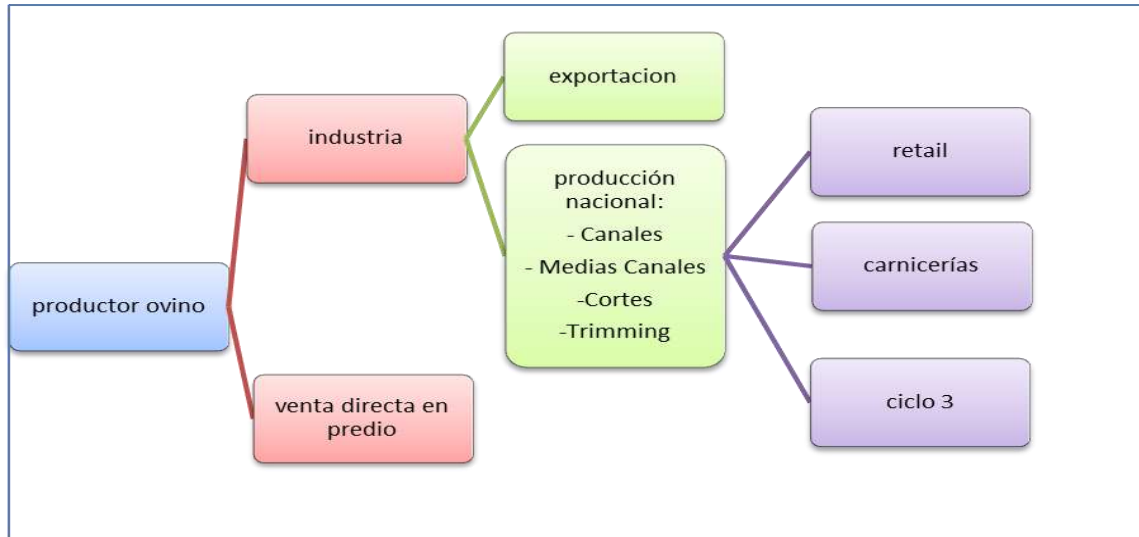 productor ovino
industria
venta directa en
predio
exportacion
producción
nacional:
- Canales
- Medias Canales
-Cortes
-Trimming
retail
carnicerías
ciclo 3